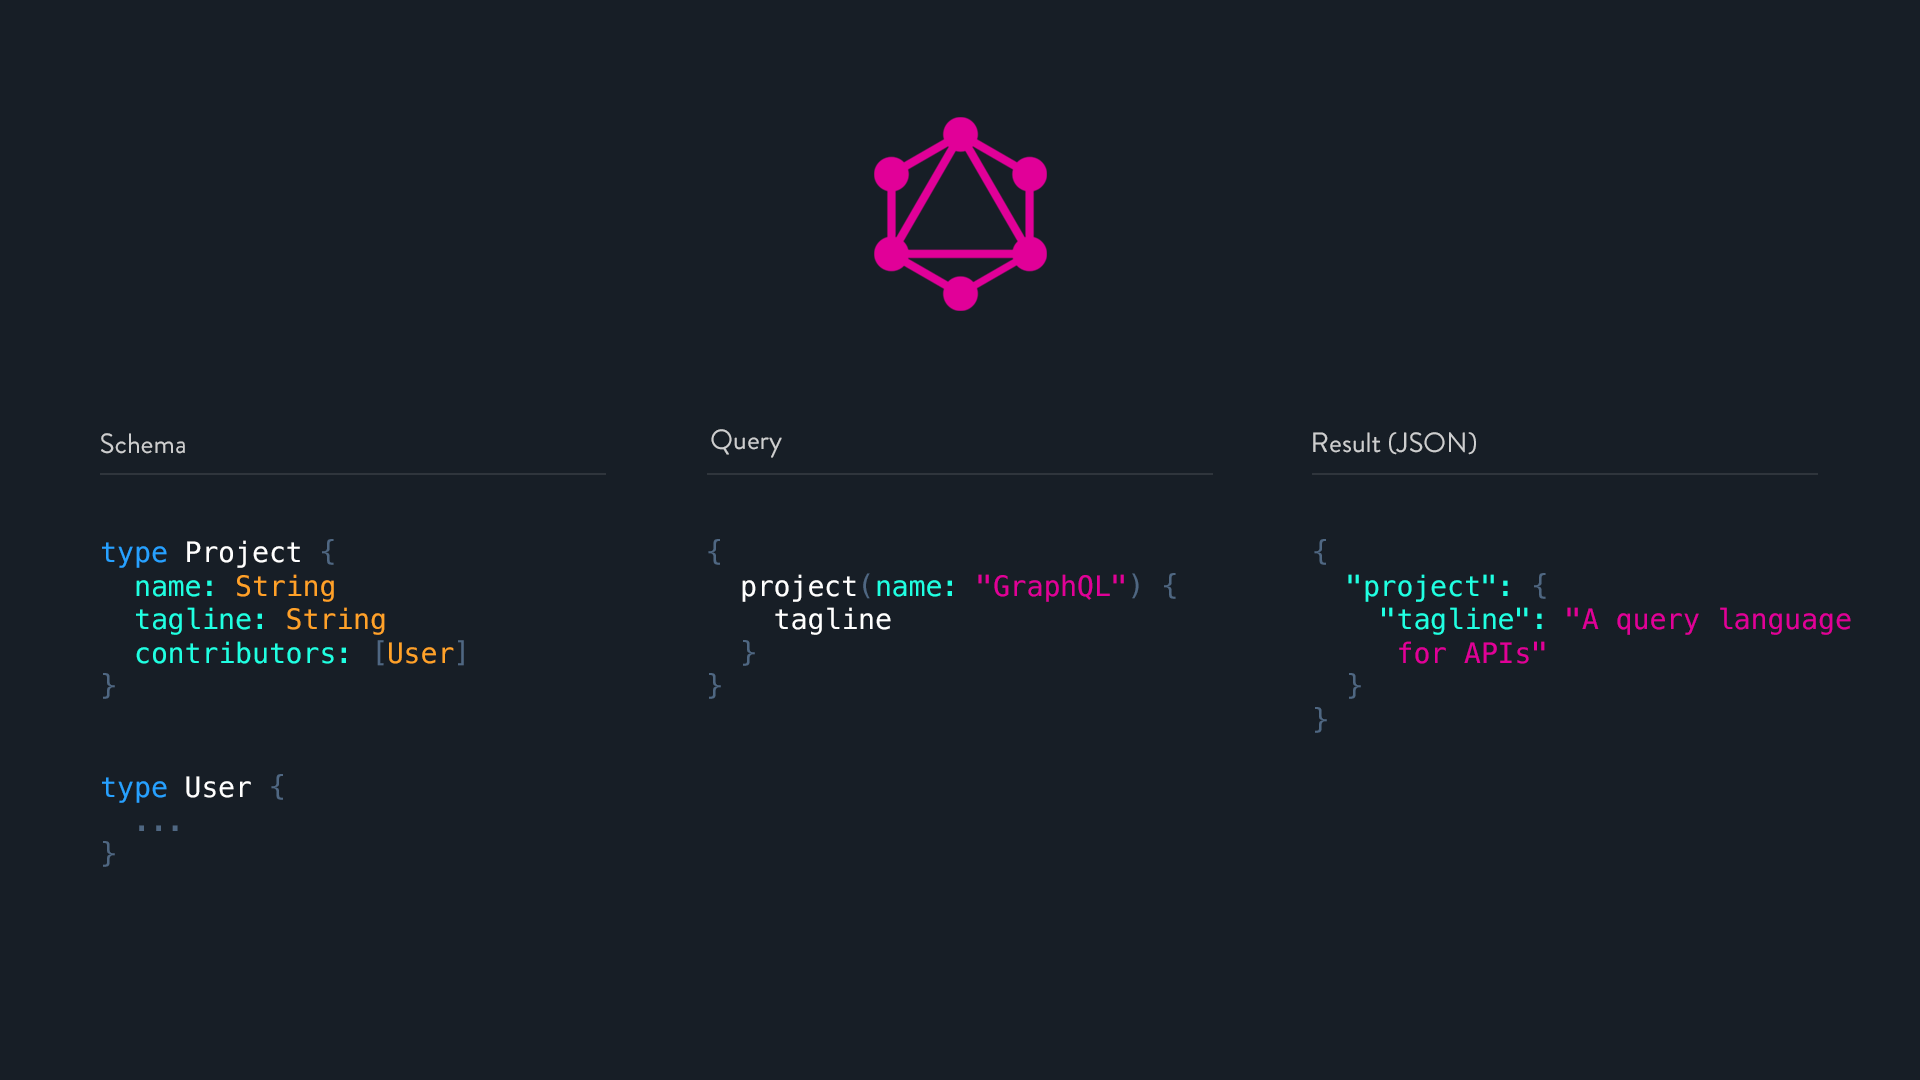 Schema
type Project {
  name: String
  tagline: String
  contributors: [User]
}
type User {
  ...
}
Query
{
  project(name: "GraphQL") {
    tagline
  }
}
Result (JSON)
{
  "project": {
    "tagline": "A query language
     for APIs"
  }
}